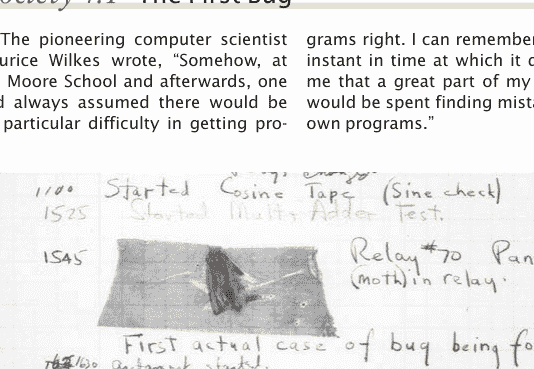 ociety 4.1 The First Bug
The pioneering computer scientist
urice Wilkes wrote, “Somehow, at
Moore School and afterwards, one
d always assumed there would be
particular difficulty in getting pro-
grams right. I can remember
instant in time at which it d
me that a great part of my
would be spent finding mista
own programs.”
1100 Started Cosine Tape (Sine check)
1525 Started Mult+Adder Test.
1545 Relay #70 Pan
(moth) in relay.
First actual case of bug being fo
started.